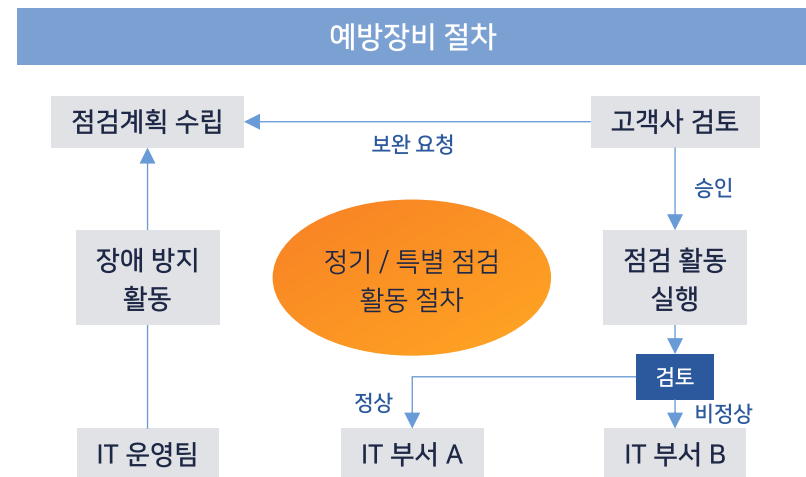 예방장비 절차
점검계획 수립
고객사 검토
보완 요청
승인
장애 방지
활동
정기 / 특별 점검
활동 절차
점검 활동
실행
검토
정상
비정상
IT 운영팀
IT 부서 A
IT 부서 B